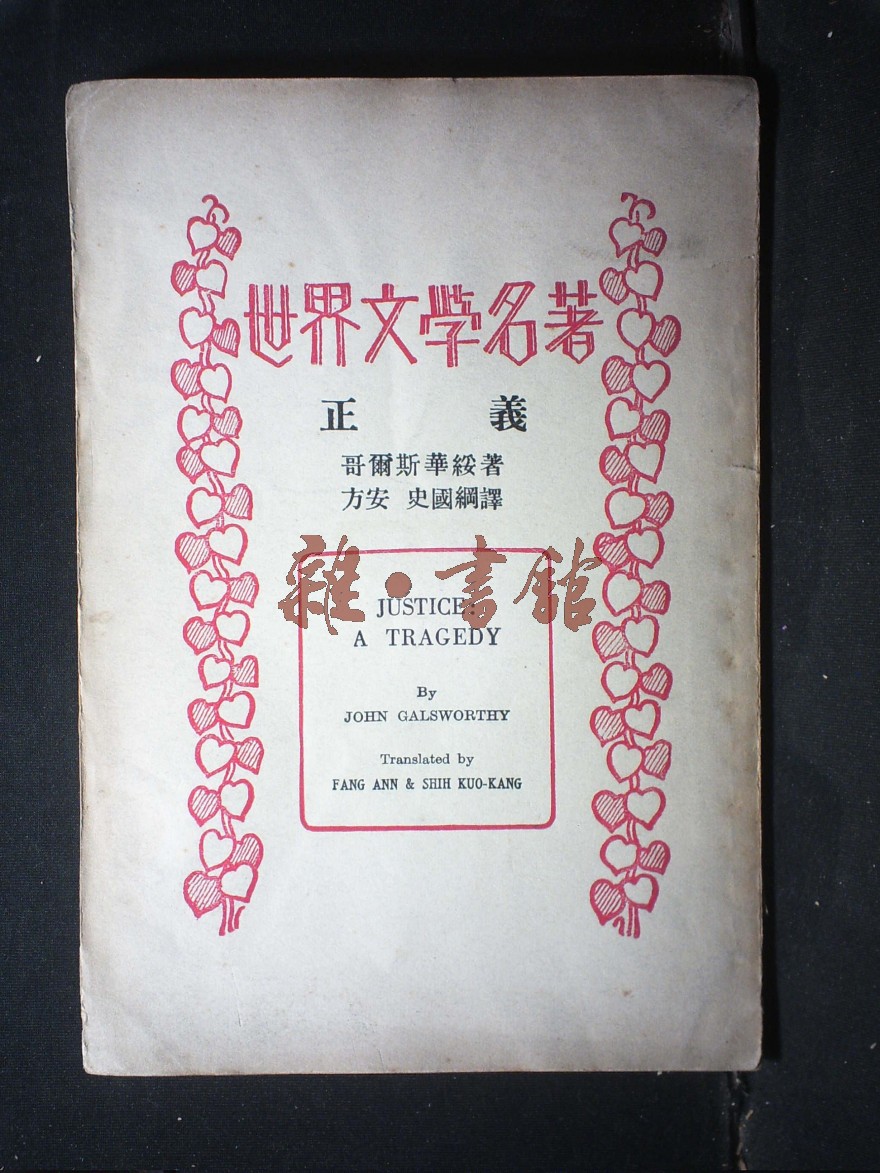 世界文学名著
正義
哥爾斯華綏著
方安 史國綱譯
雜·書館
JUSTICE:
A TRAGEDY
By
JOHN GALSWORTHY
Translated by
FANG ANN & SHIH KUO-KANG